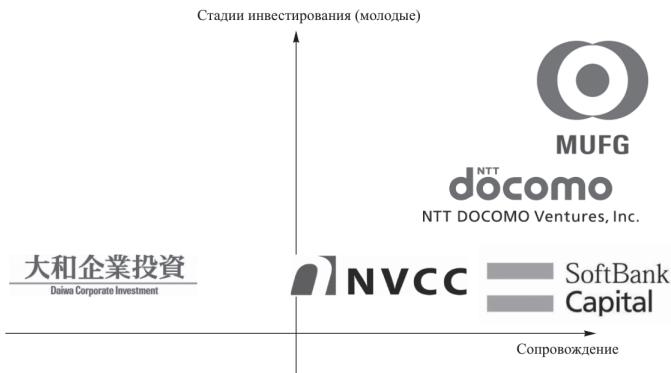 Стадии инвестирования (молодые)
MUFG
NTT
döcomo
NTT DOCOMO Ventures, Inc.
大和企業投資
Daiwa Corporate Investment
NVCC
SoftBank
Capital
Сопровождение